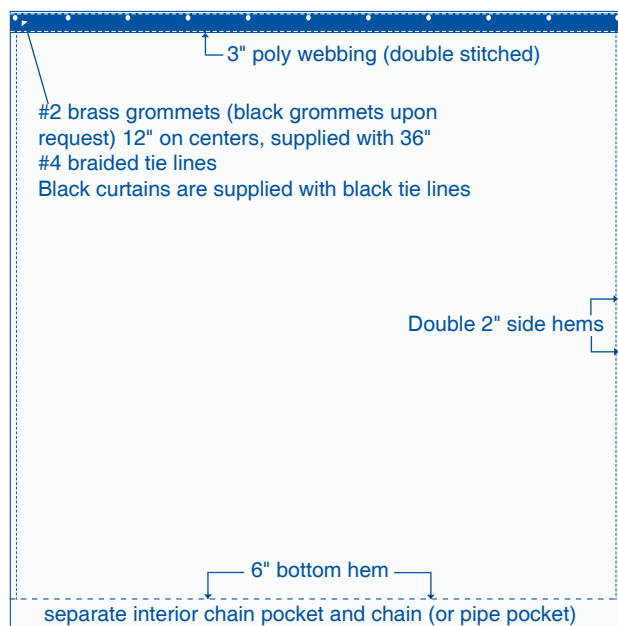 3" poly webbing (double stitched)
#2 brass grommets (black grommets upon
request) 12" on centers, supplied with 36"
#4 braided tie lines
Black curtains are supplied with black tie lines
Double 2" side hems
6" bottom hem
separate interior chain pocket and chain (or pipe pocket)